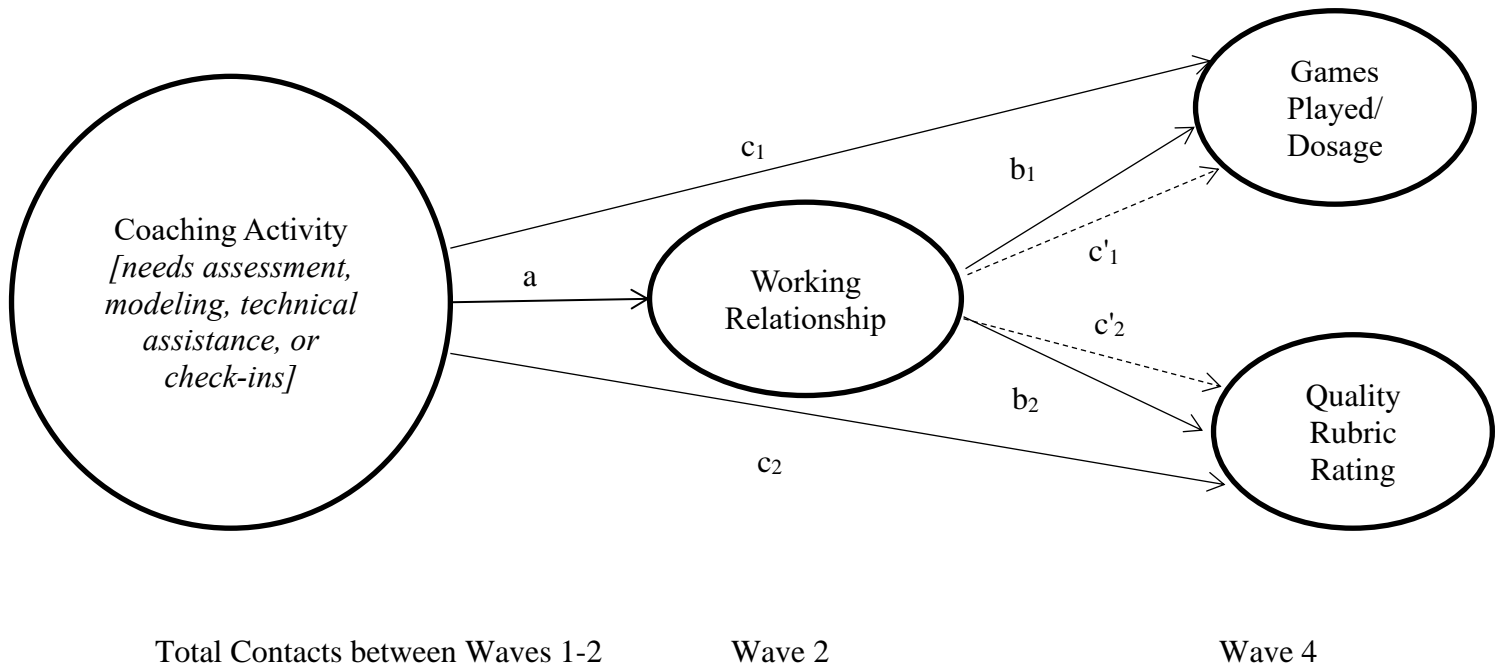 Games
Played/
Dosage
c₁
b₁
Coaching Activity
[needs assessment,
modeling, technical
assistance, or
check-ins]
a
Working
Relationship
c'₁
c'₂
b₂
Quality
Rubric
Rating
c₂
Total Contacts between Waves 1-2
Wave 2
Wave 4